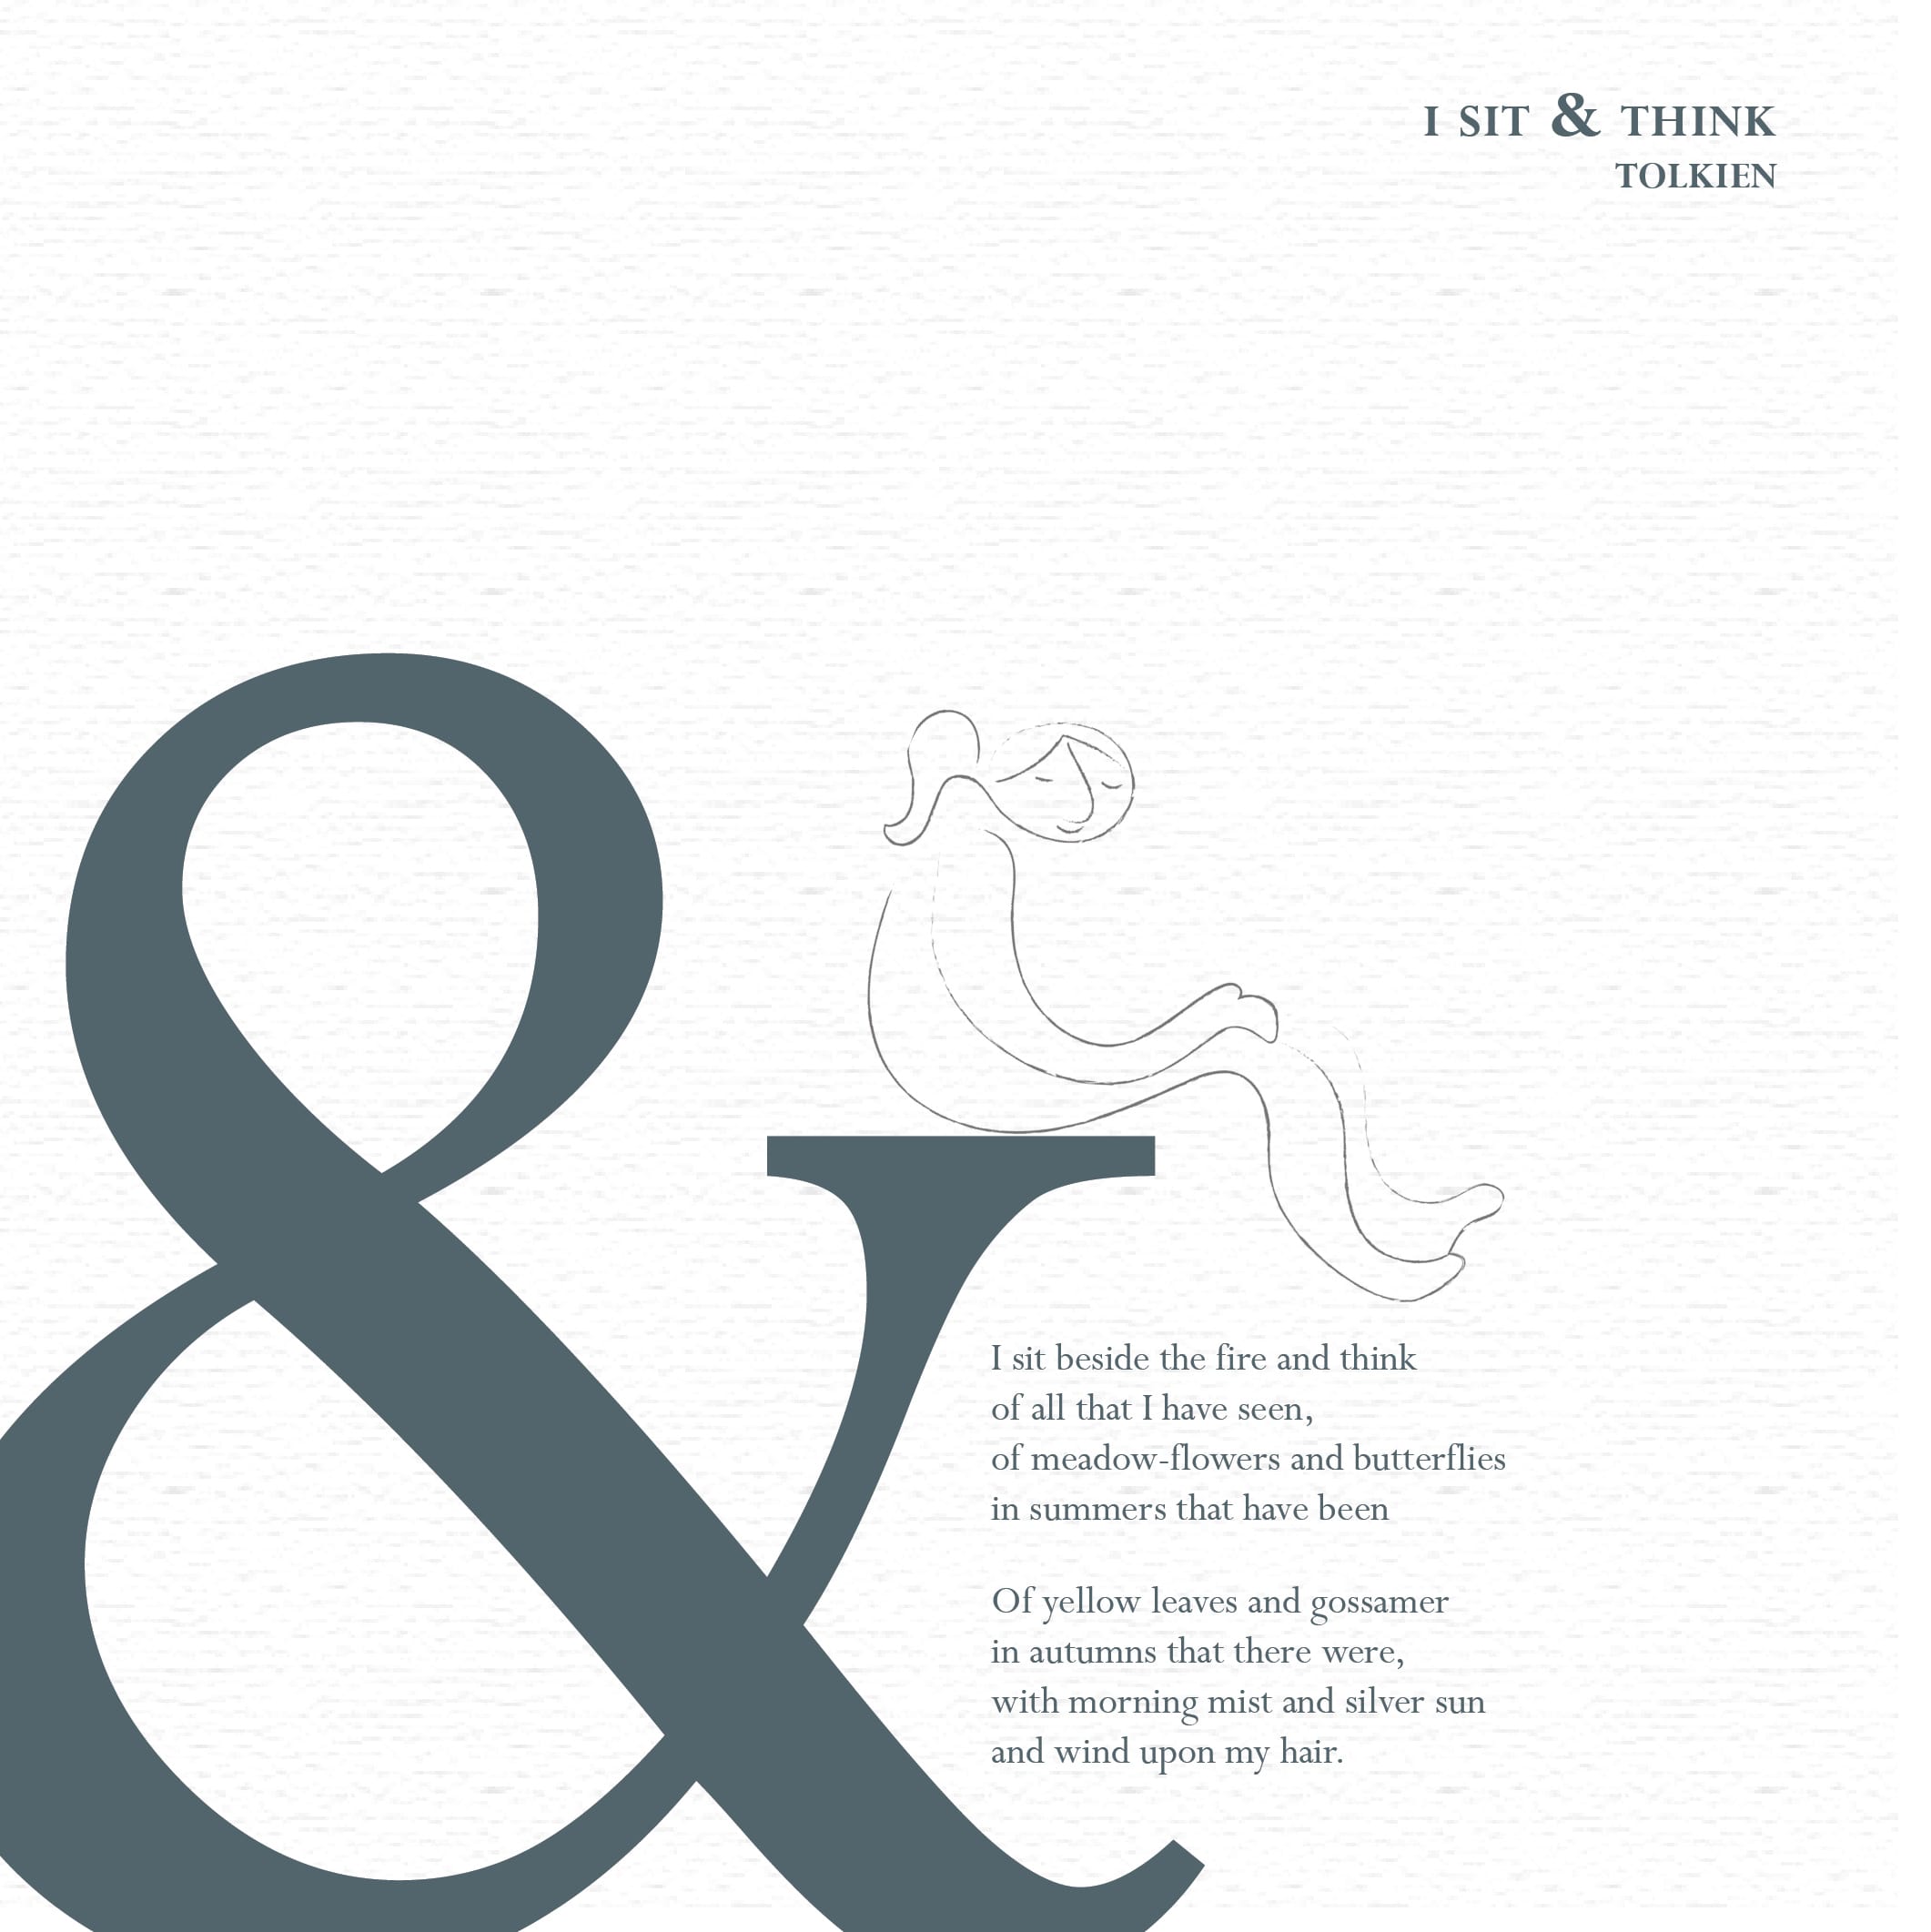 I SIT & THINK
TOLKIEN
&
I sit beside the fire and think
of all that I have seen,
of meadow-flowers and butterflies
in summers that have been
Of yellow leaves and gossamer
in autumns that there were,
with morning mist and silver sun
and wind upon my hair.